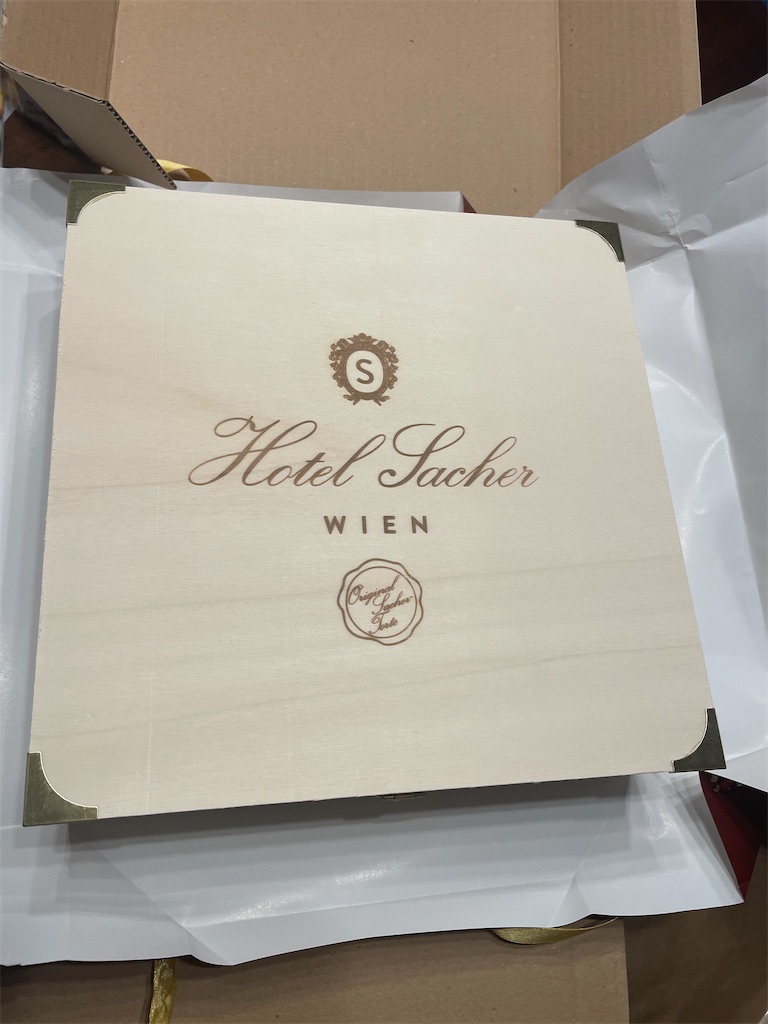 S
Hotel Sacher
WIEN
Original
Sacher-
Torte